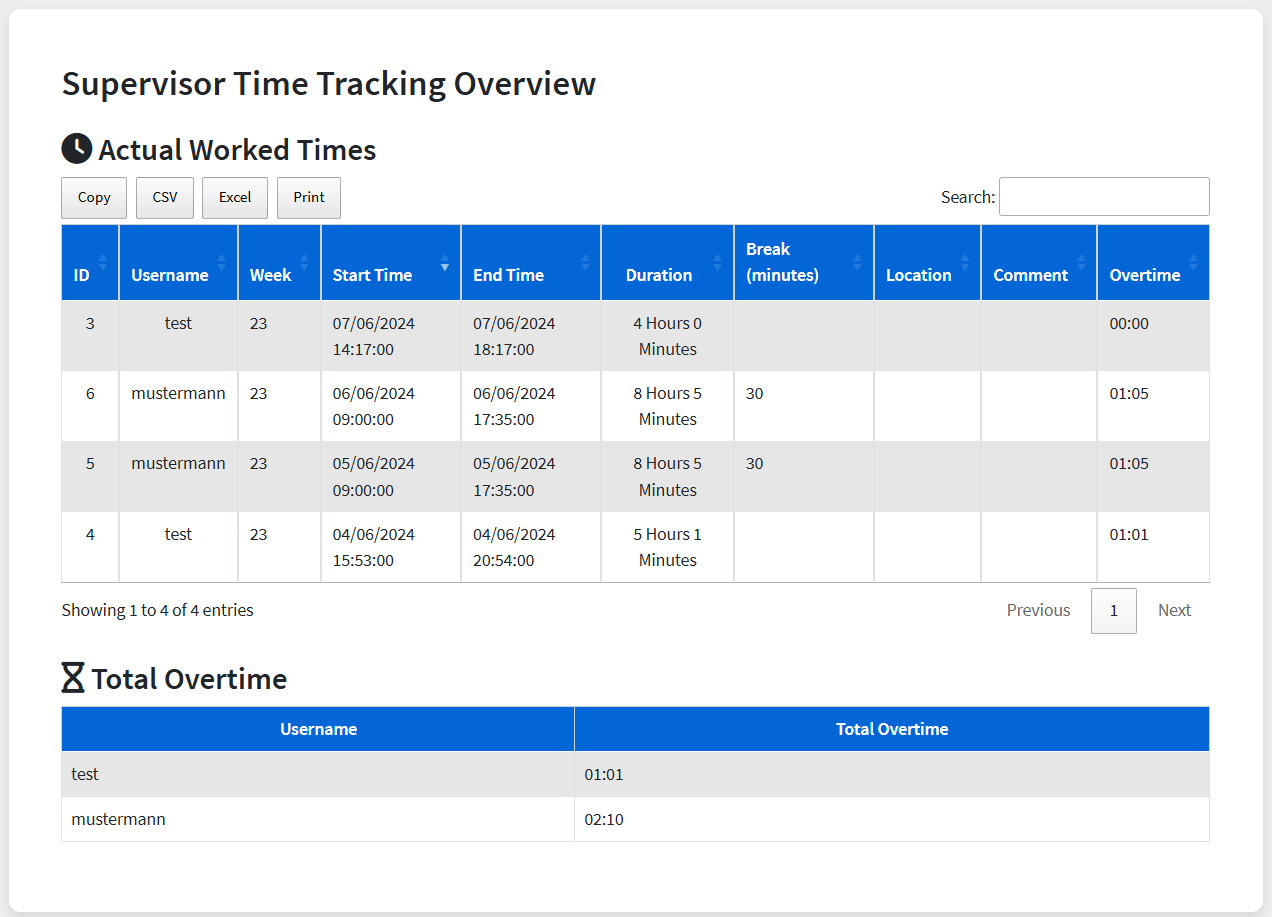 Supervisor Time Tracking Overview
Actual Worked Times
Copy CSV Excel Print Search:
ID Username Week Start Time End Time Duration Break (minutes) Location Comment Overtime
3 test 23 07/06/2024 14:17:00 07/06/2024 18:17:00 4 Hours 0 Minutes 00:00
6 mustermann 23 06/06/2024 09:00:00 06/06/2024 17:35:00 8 Hours 5 Minutes 30 01:05
5 mustermann 23 05/06/2024 09:00:00 05/06/2024 17:35:00 8 Hours 5 Minutes 30 01:05
4 test 23 04/06/2024 15:53:00 04/06/2024 20:54:00 5 Hours 1 Minutes 01:01
Showing 1 to 4 of 4 entries Previous 1 Next
Total Overtime
Username Total Overtime
test 01:01
mustermann 02:10